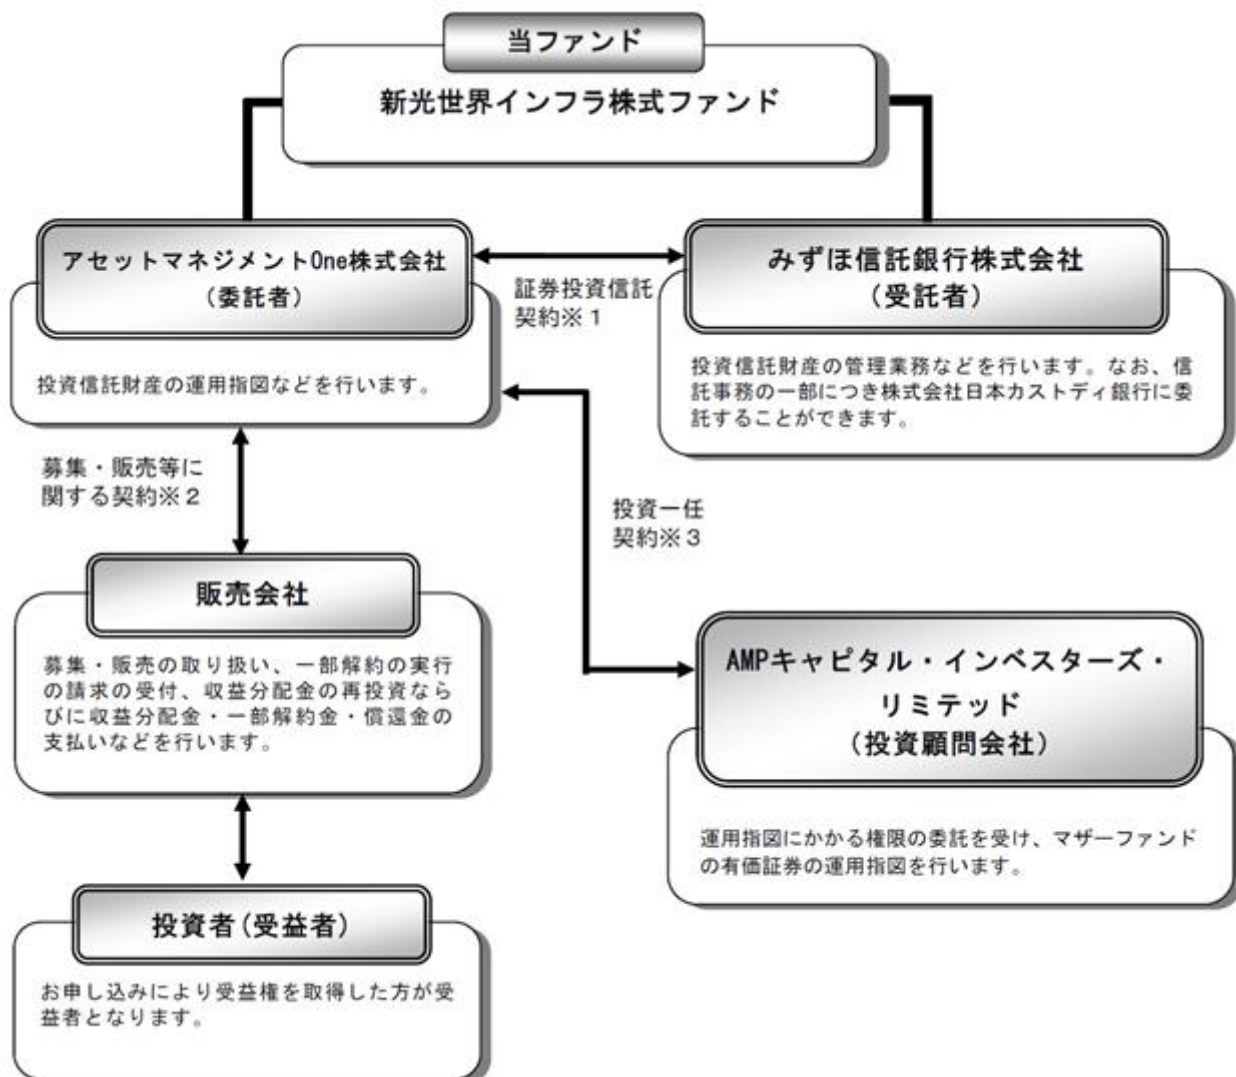 当ファンド
新光世界インフラ株式ファンド
アセットマネジメントOne株式会社
（委託者）
投資信託財産の運用指図などを行います。
証券投資信託
契約※１
みずほ信託銀行株式会社
（受託者）
投資信託財産の管理業務などを行います。なお、信
託事務の一部につき株式会社日本カストディ銀行に委
託することができます。
募集・販売等に
関する契約※２
投資一任
契約※３
販売会社
募集・販売の取り扱い、一部解約の実行
の請求の受付、収益分配金の再投資なら
びに収益分配金・一部解約金・償還金の
支払いなどを行います。
AMPキャピタル・インベスターズ・
リミテッド
（投資顧問会社）
運用指図にかかる権限の委託を受け、マザーファンド
の有価証券の運用指図を行います。
投資者（受益者）
お申し込みにより受益権を取得した方が受
益者となります。